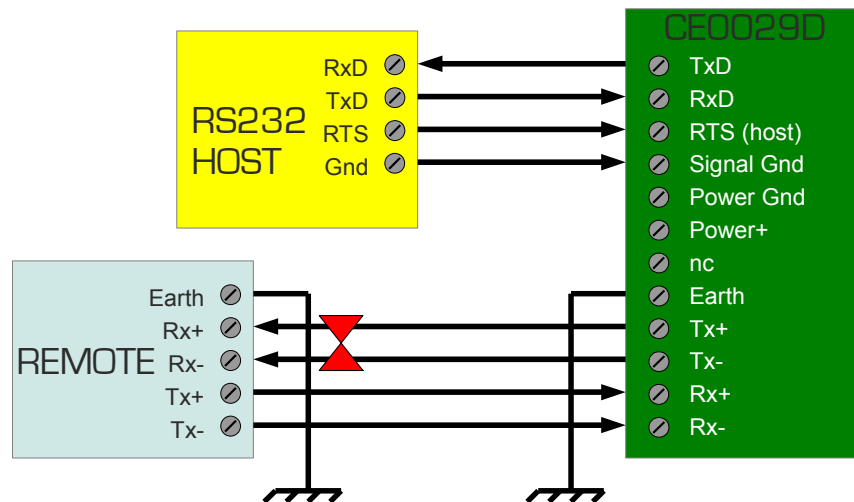 RS232
HOST
RxD
TxD
RTS
Gnd
CE0029D
TxD
RxD
RTS (host)
Signal Gnd
Power Gnd
Power+
nc
Earth
Tx+
Tx-
Rx+
Rx-
REMOTE
Earth
Rx+
Rx-
Tx+
Tx-